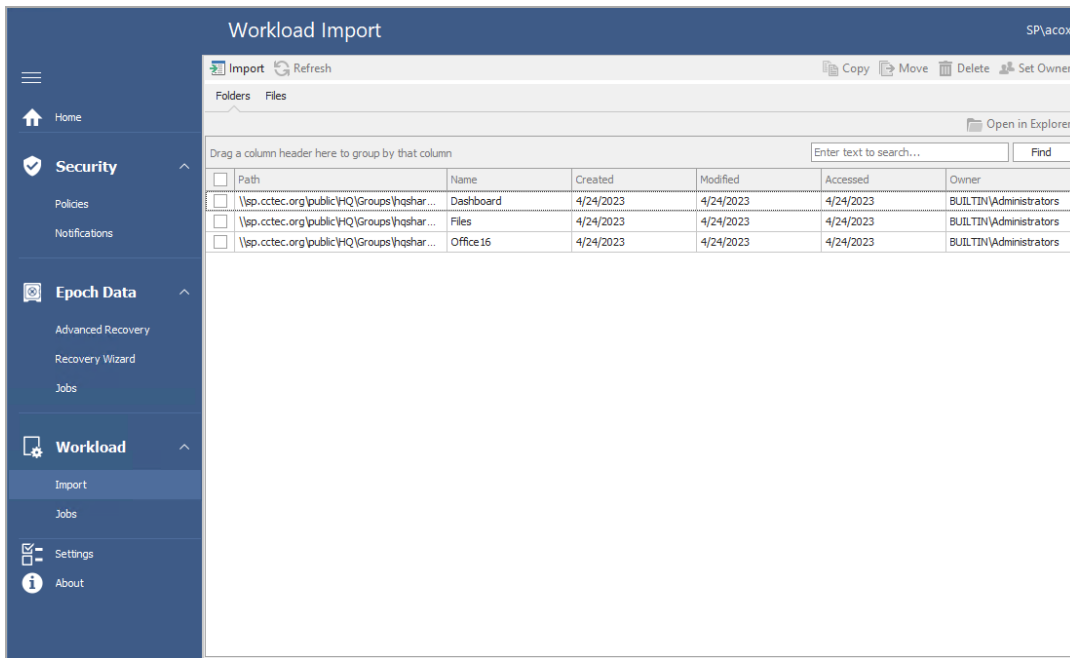 Workload Import
SP\acox
Import Refresh Copy Move Delete Set Owner
Folders Files
Home
Open in Explorer
Drag a column header here to group by that column Enter text to search... Find
Security
Path Name Created Modified Accessed Owner
\\sp.cctec.org\public\HQ\Groups\hqshar... Dashboard 4/24/2023 4/24/2023 4/24/2023 BUILTIN\Administrators
Policies
\\sp.cctec.org\public\HQ\Groups\hqshar... Files 4/24/2023 4/24/2023 4/24/2023 BUILTIN\Administrators
Notifications
\\sp.cctec.org\public\HQ\Groups\hqshar... Office16 4/24/2023 4/24/2023 4/24/2023 BUILTIN\Administrators
Epoch Data
Advanced Recovery
Recovery Wizard
Jobs
Workload
Import
Jobs
Settings
About